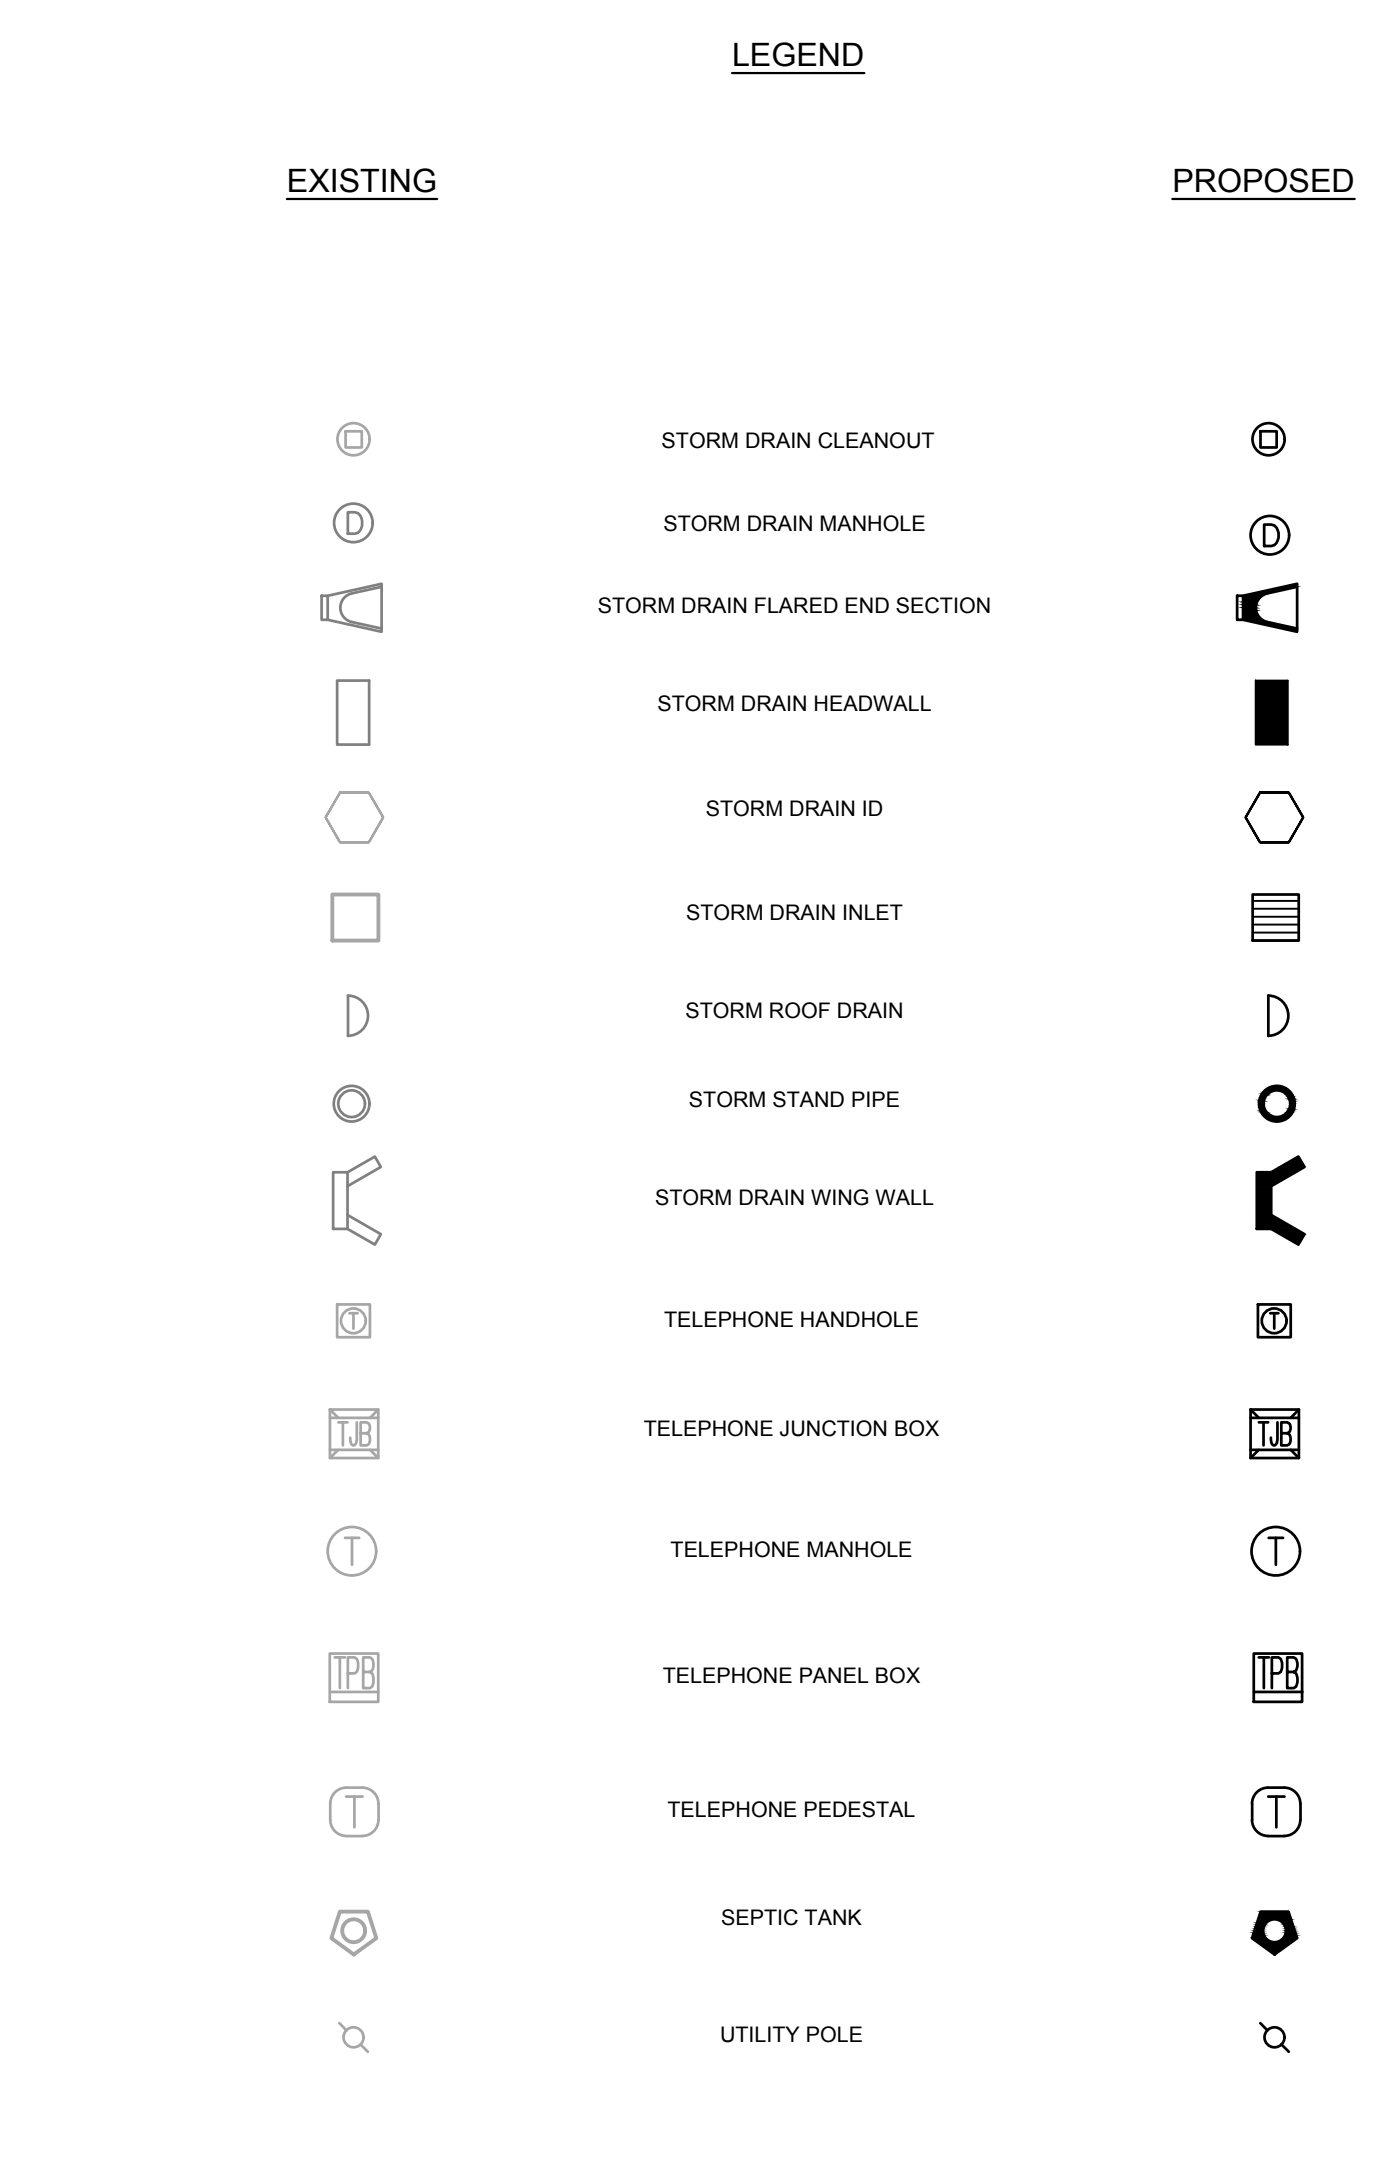 LEGEND
EXISTING PROPOSED
STORM DRAIN CLEANOUT
D STORM DRAIN MANHOLE D
STORM DRAIN FLARED END SECTION
STORM DRAIN HEADWALL
STORM DRAIN ID
STORM DRAIN INLET
STORM ROOF DRAIN
STORM STAND PIPE
STORM DRAIN WING WALL
T TELEPHONE HANDHOLE T
TJB TELEPHONE JUNCTION BOX TJB
T TELEPHONE MANHOLE T
TPB TELEPHONE PANEL BOX TPB
T TELEPHONE PEDESTAL T
SEPTIC TANK
UTILITY POLE